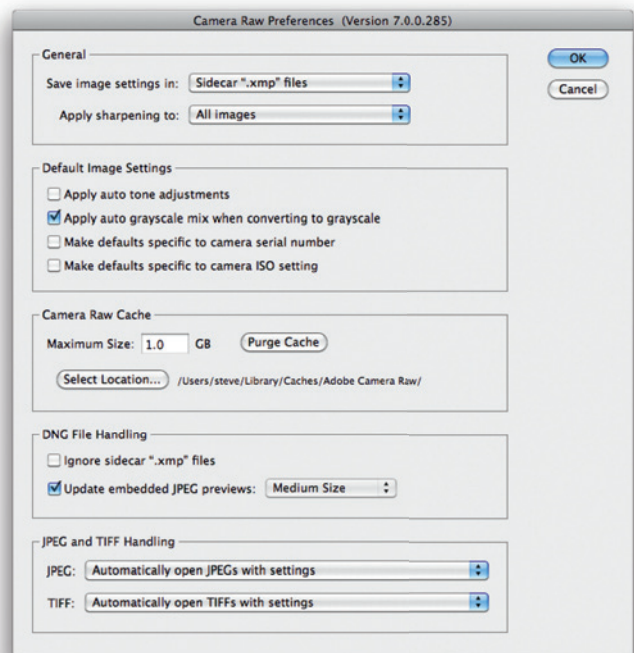 Camera Raw Preferences (Version 7.0.0.285)
General
Save image settings in: Sidecar ".xmp" files
Apply sharpening to: All images
OK
Cancel
Default Image Settings
Apply auto tone adjustments
Apply auto grayscale mix when converting to grayscale
Make defaults specific to camera serial number
Make defaults specific to camera ISO setting
Camera Raw Cache
Maximum Size: 1.0 GB Purge Cache
Select Location... /Users/steve/Library/Caches/Adobe Camera Raw/
DNG File Handling
Ignore sidecar ".xmp" files
Update embedded JPEG previews: Medium Size
JPEG and TIFF Handling
JPEG: Automatically open JPEGs with settings
TIFF: Automatically open TIFFs with settings